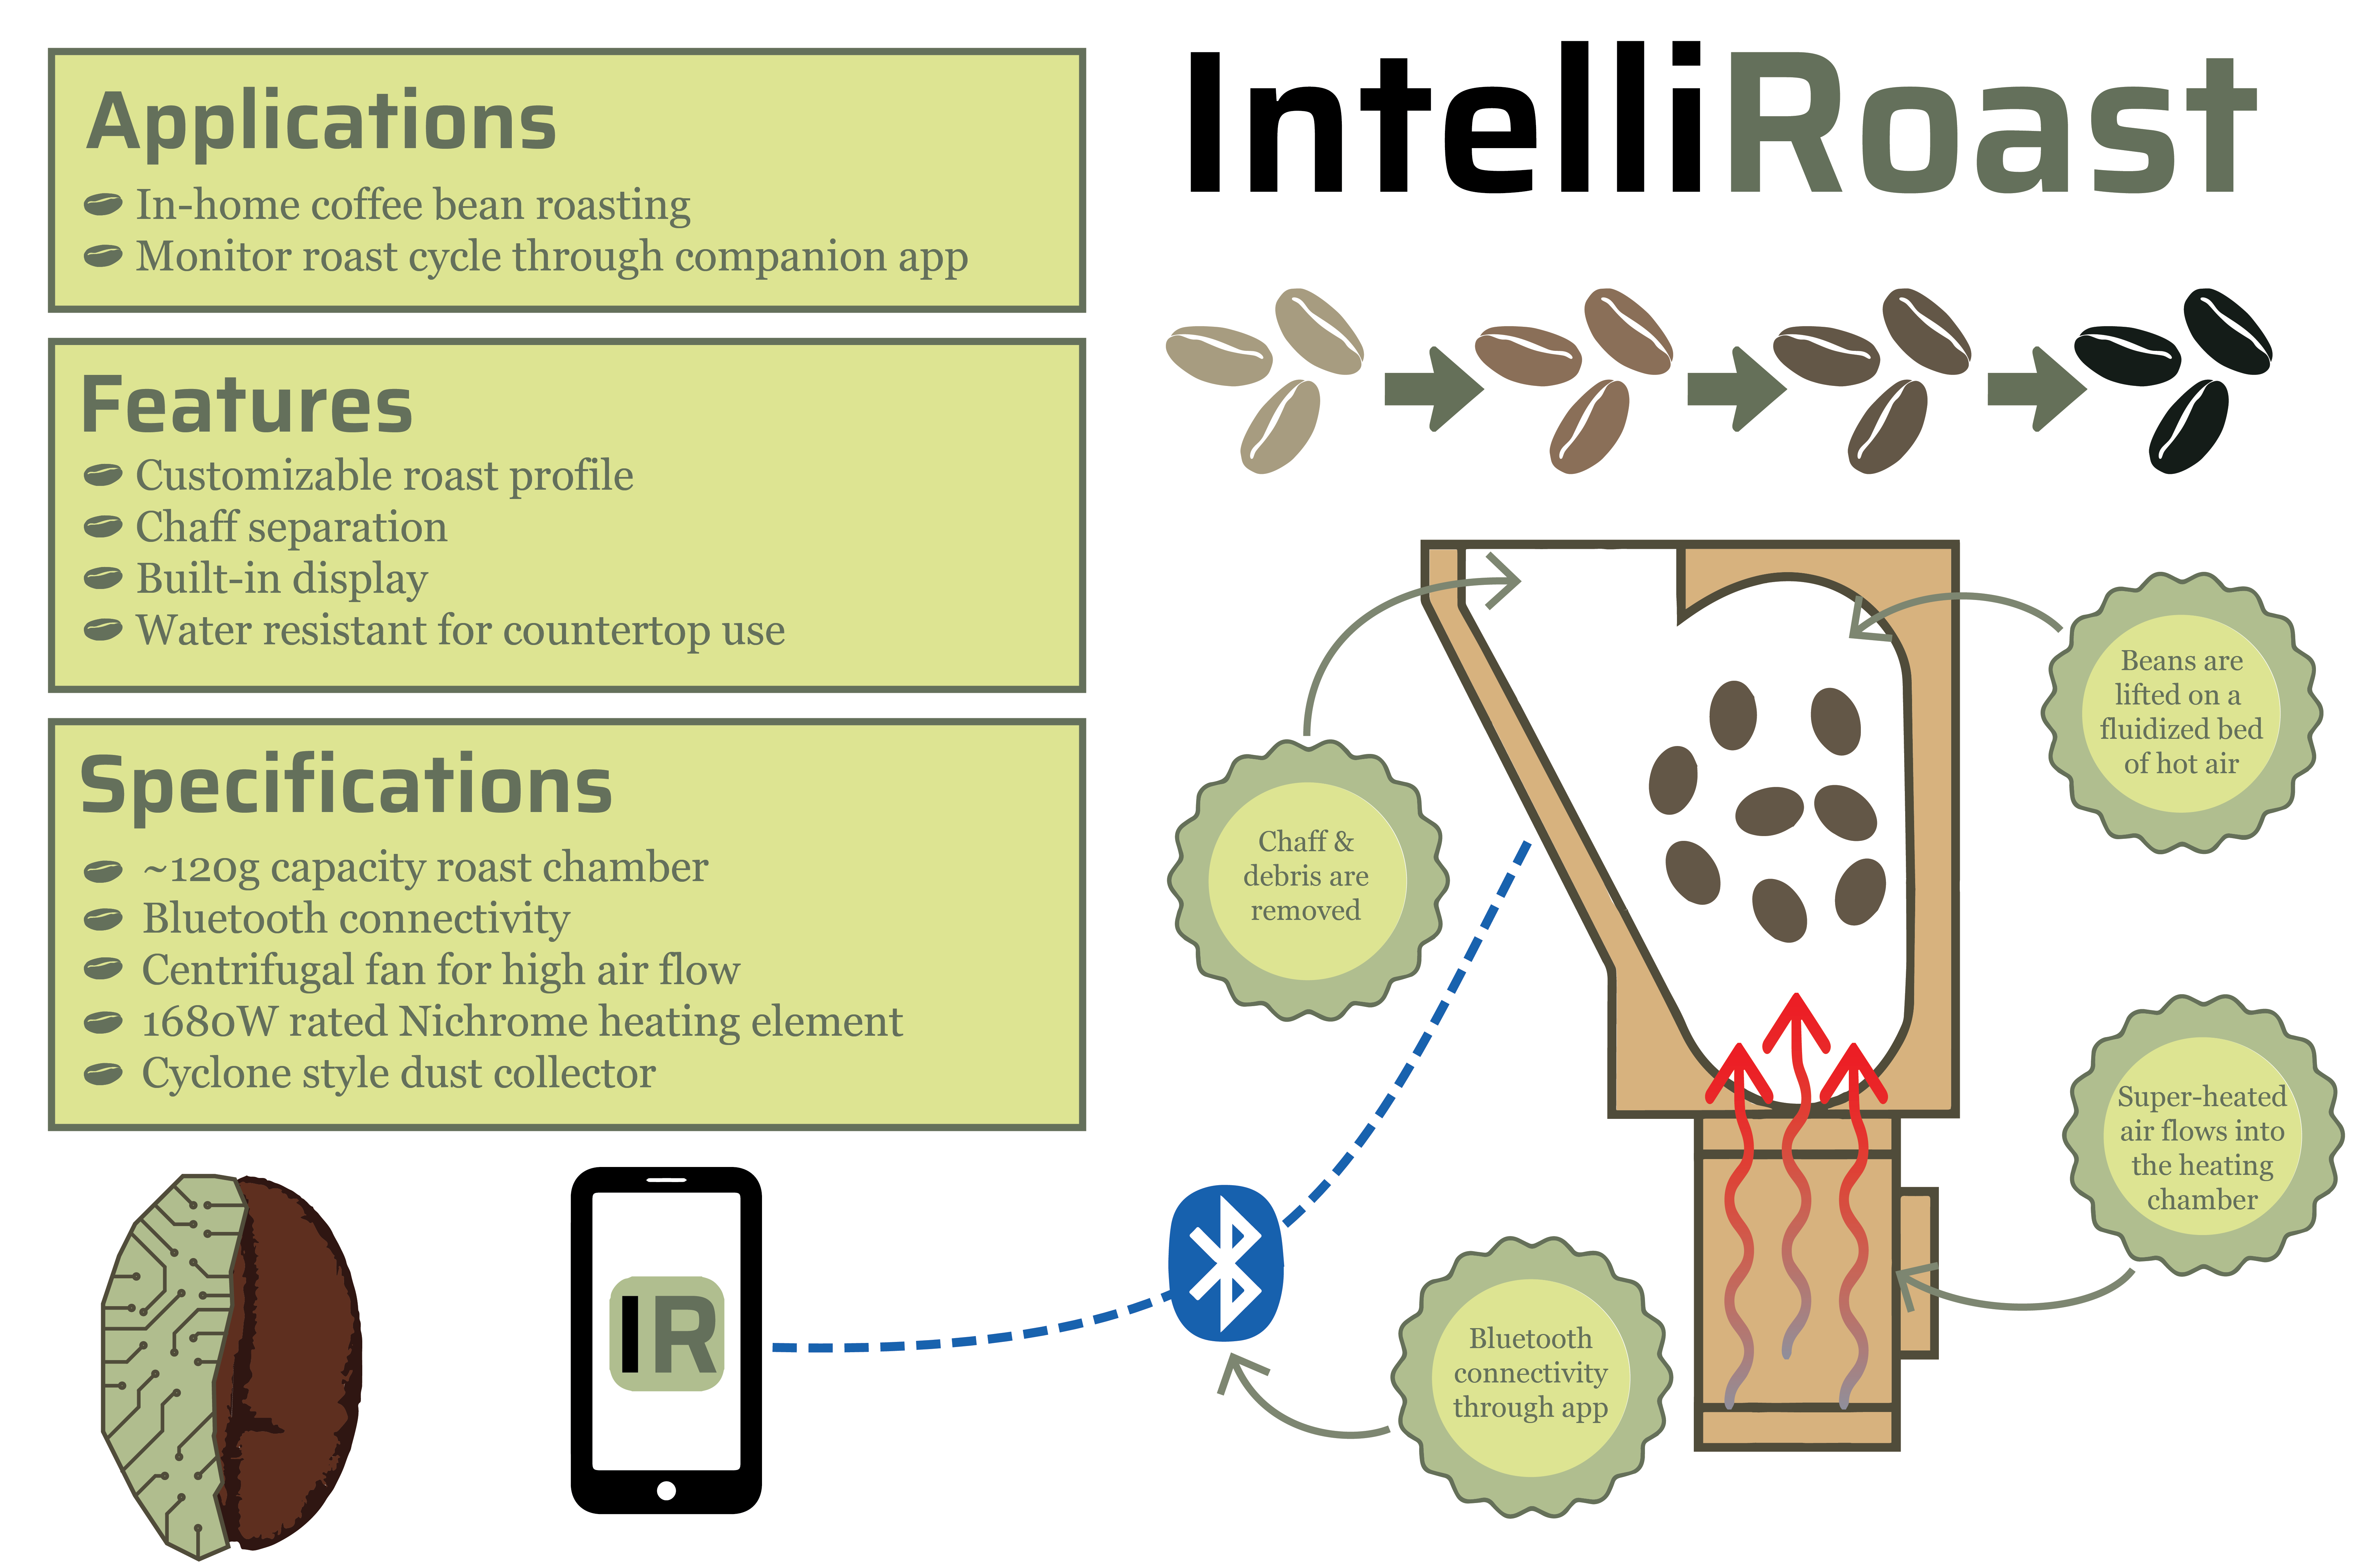 IntelliRoast
Applications
In-home coffee bean roasting
Monitor roast cycle through companion app
Features
Customizable roast profile
Chaff separation
Built-in display
Water resistant for countertop use
Specifications
~120g capacity roast chamber
Bluetooth connectivity
Centrifugal fan for high air flow
1680W rated Nichrome heating element
Cyclone style dust collector
Beans are
lifted on a
fluidized bed
of hot air
Chaff &
debris are
removed
Super-heated
air flows into
the heating
chamber
Bluetooth
connectivity
through app
IR